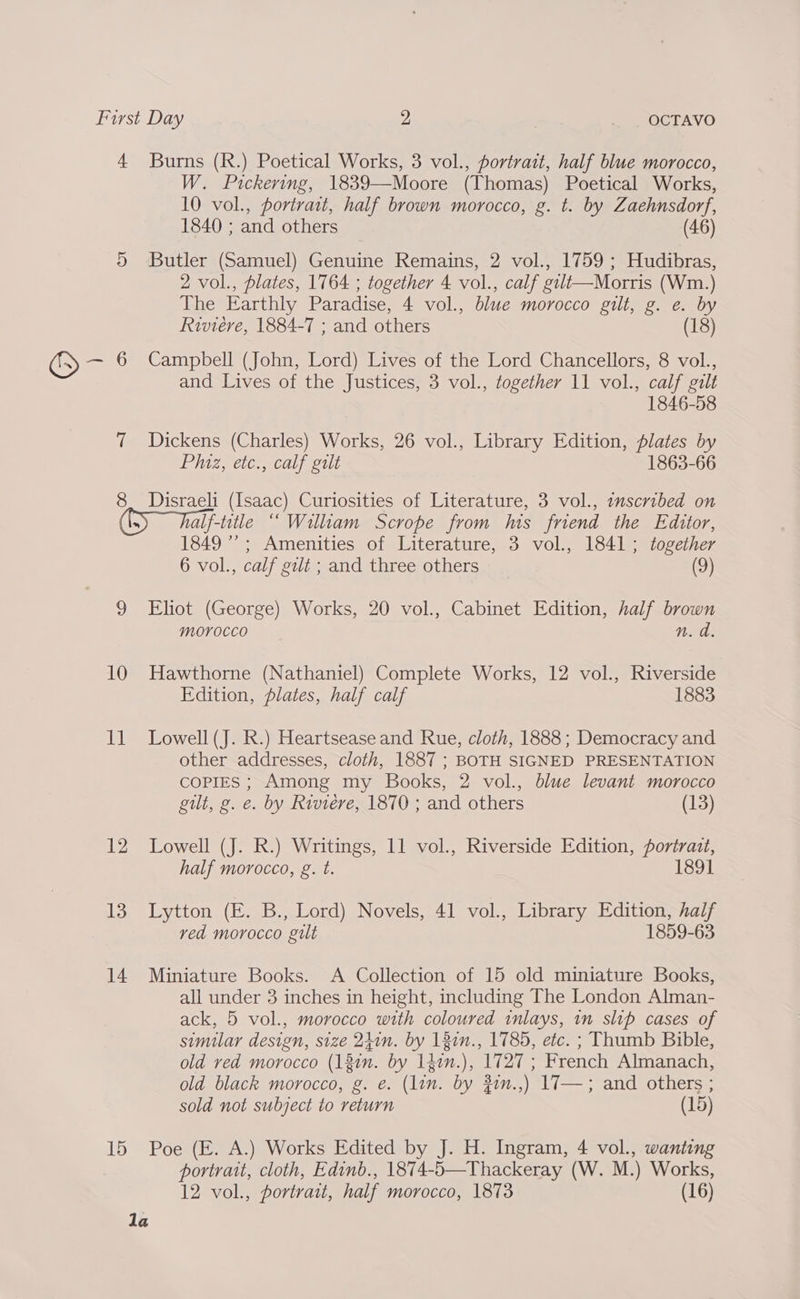 First Day 2 OCTAVO
4 Burns (R.) Poetical Works, 3 vol., portrait, half blue morocco,
W. Pickering, 1839—Moore (Thomas) Poetical Works,
10 vol., portrait, half brown morocco, g. t. by Zaehnsdorf,
1840 ; and others (46)
5 Butler (Samuel) Genuine Remains, 2 vol., 1759 ; Hudibras,
2 vol., plates, 1764 ; together 4 vol., calf gilt—Morris (Wm.)
The Earthly Paradise, 4 vol., blue morocco gilt, g. e. by
Rivière, 1884-7 ; and others (18)
6 Campbell (John, Lord) Lives of the Lord Chancellors, 8 vol.,
and Lives of the Justices, 3 vol., together 11 vol., calf gilt
1846-58
7 Dickens (Charles) Works, 26 vol., Library Edition, plates by
Phiz, etc., calf gilt 1863-66
8 Disraeli (Isaac) Curiosities of Literature, 3 vol., inscribed on
half-title “ William Scrope from his friend the Editor,
1849 ” ; Amenities of Literature, 3 vol., 1841 ; together
6 vol., calf gilt ; and three others (9)
9 Eliot (George) Works, 20 vol., Cabinet Edition, half brown
morocco n. d.
10 Hawthorne (Nathaniel) Complete Works, 12 vol., Riverside
Edition, plates, half calf 1883
11 Lowell (J. R.) Heartsease and Rue, cloth, 1888 ; Democracy and
other addresses, cloth, 1887 ; BOTH SIGNED PRESENTATION
COPIES ; Among my Books, 2 vol., blue levant morocco
gilt, g. e. by Rivière, 1870 ; and others (13)
12 Lowell (J. R.) Writings, 11 vol., Riverside Edition, portrait,
half morocco, g. t. 1891
13 Lytton (E. B., Lord) Novels, 41 vol., Library Edition, half
red morocco gilt 1859-63
14 Miniature Books. A Collection of 15 old miniature Books,
all under 3 inches in height, including The London Alman-
ack, 5 vol., morocco with coloured inlays, in slip cases of
similar design, size 2¼in. by 1⅜in., 1785, etc. ; Thumb Bible,
old red morocco (1⅜in. by 1¼in.), 1727 ; French Almanach,
old black morocco, g. e. (1in. by ¾in.,) 17— ; and others ;
sold not subject to return (15)
15 Poe (E. A.) Works Edited by J. H. Ingram, 4 vol., wanting
portrait, cloth, Edinb., 1874-5—Thackeray (W. M.) Works,
12 vol., portrait, half morocco, 1873 (16)
1a